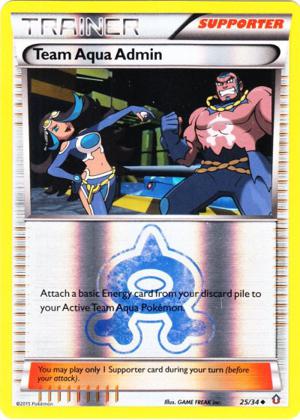 TRAINER
SUPPORTER
Team Aqua Admin
Attach a basic Energy card from your discard pile to
your Active Team Aqua Pokémon.
You may play only 1 Supporter card during your turn (before
your attack).
©2015 Pokémon
Illus. GAME FREAK Inc.
25/34